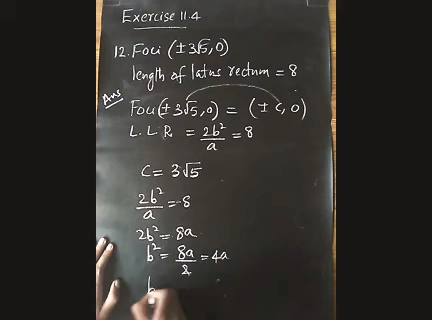 Exercise 11.4
12. Foci (±3√5, 0)
length of latus rectum = 8
Ans
Foci (±3√5, 0) = (± c, 0)
L. L. R = 2b²/a = 8
C = 3√5
2b²/a = 8
2b² = 8a
b² = 8a/2 = 4a
b